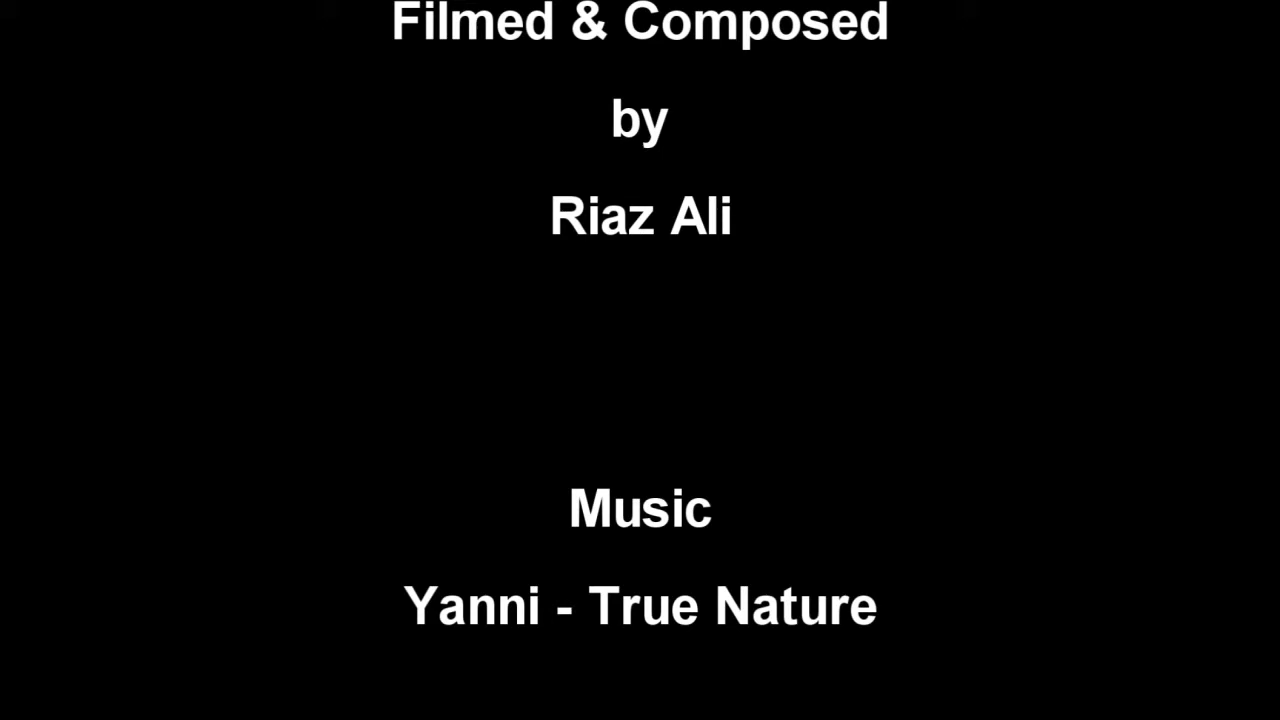 Filmed & Composed
by
Riaz Ali
Music
Yanni - True Nature